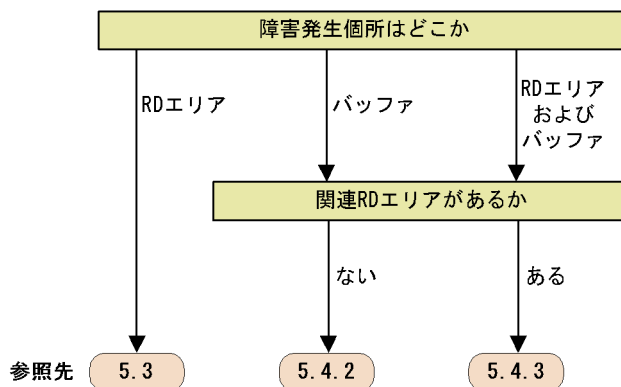 障害発生個所はどこか
RDエリア
バッファ
RDエリア
および
バッファ
関連RDエリアがあるか
ない
ある
参照先
5.3
5.4.2
5.4.3